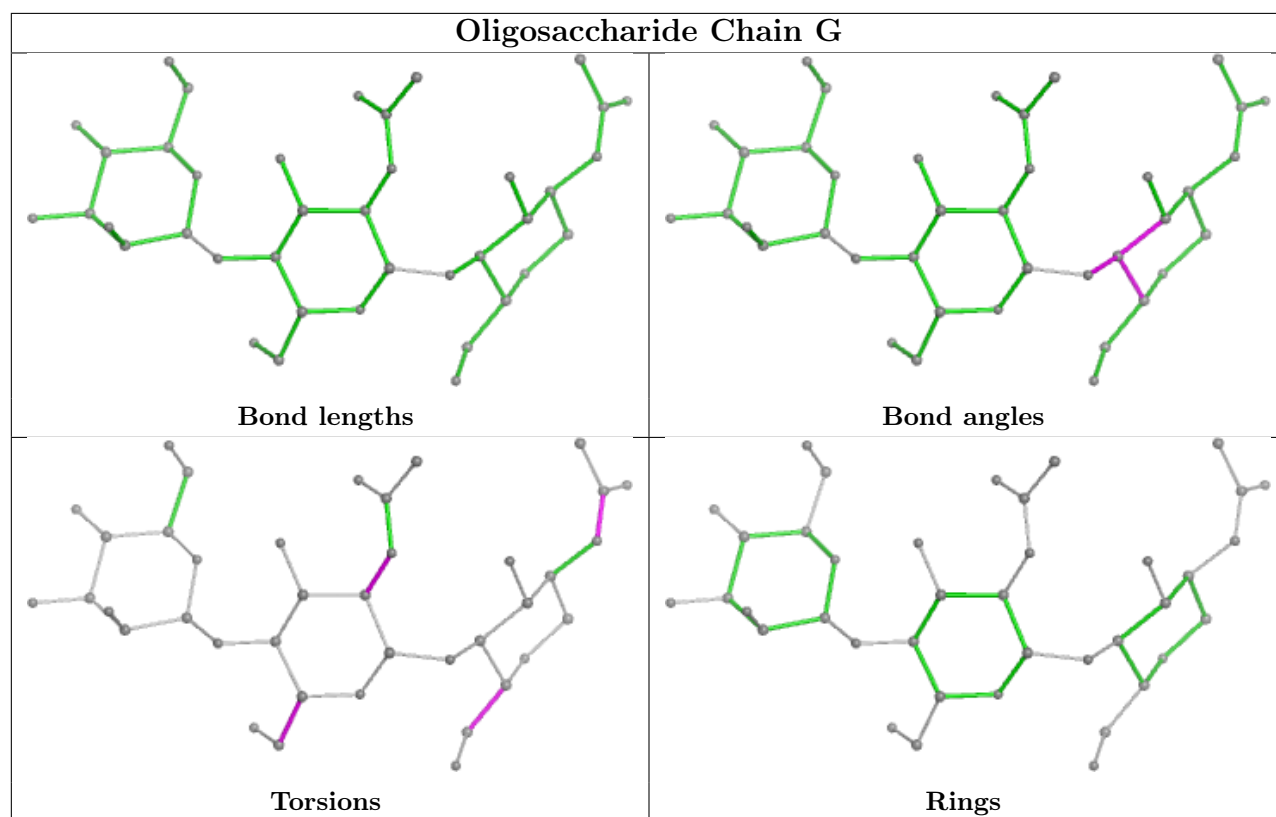 Oligosaccharide Chain G
Bond lengths
Bond angles
Torsions
Rings